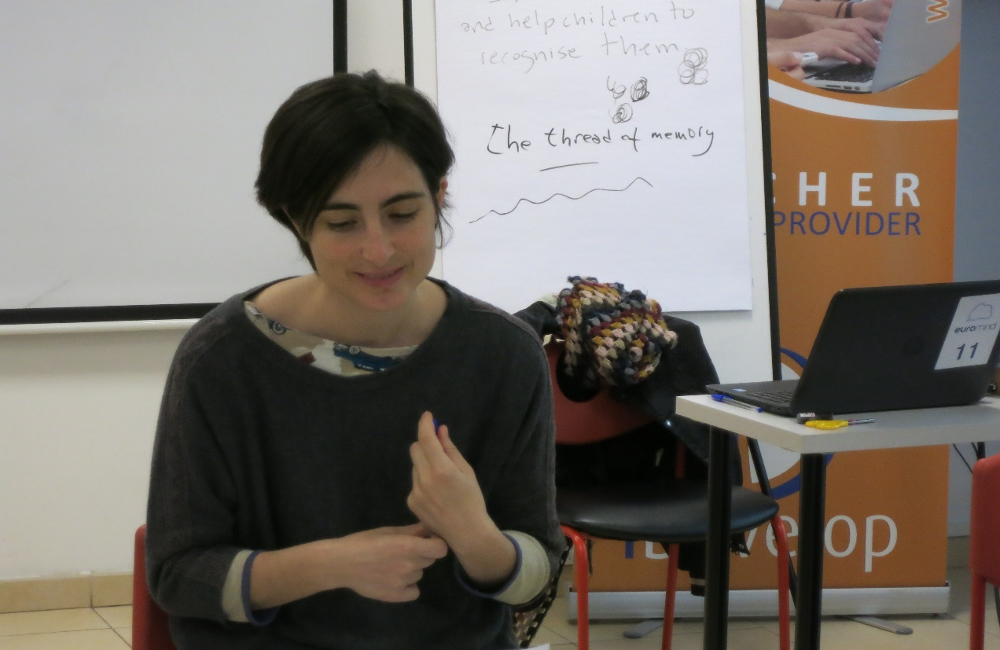 and help children to
recognise them
the thread of memory
CHER
PROVIDER
euromind
11